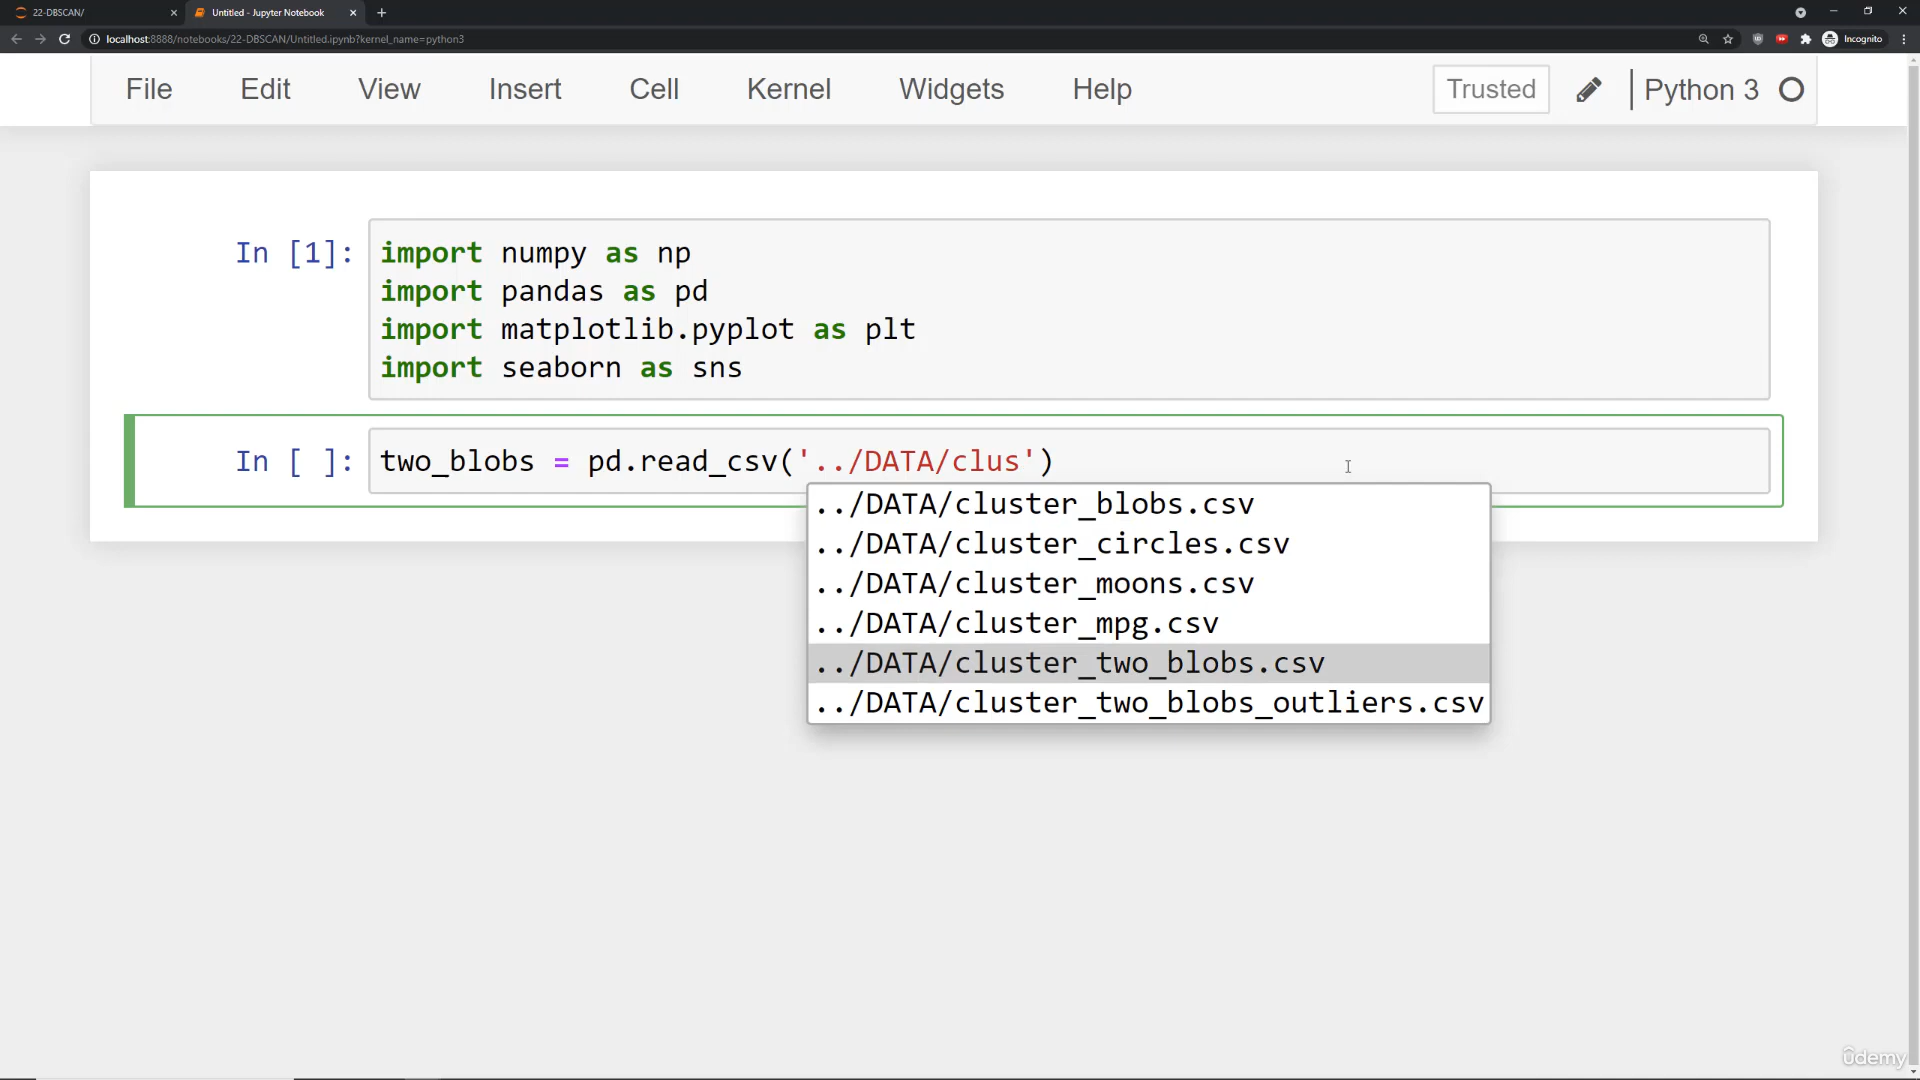 22-DBSCAN/
Untitled - Jupyter Notebook
localhost:8888/notebooks/22-DBSCAN/Untitled.ipynb?kernel_name=python3
Incognito
File Edit View Insert Cell Kernel Widgets Help Trusted Python 3
In [1]: import numpy as np
import pandas as pd
import matplotlib.pyplot as plt
import seaborn as sns
In [ ]: two_blobs = pd.read_csv('../DATA/clus')
../DATA/cluster_blobs.csv
../DATA/cluster_circles.csv
../DATA/cluster_moons.csv
../DATA/cluster_mpg.csv
../DATA/cluster_two_blobs.csv
../DATA/cluster_two_blobs_outliers.csv
ûdemy